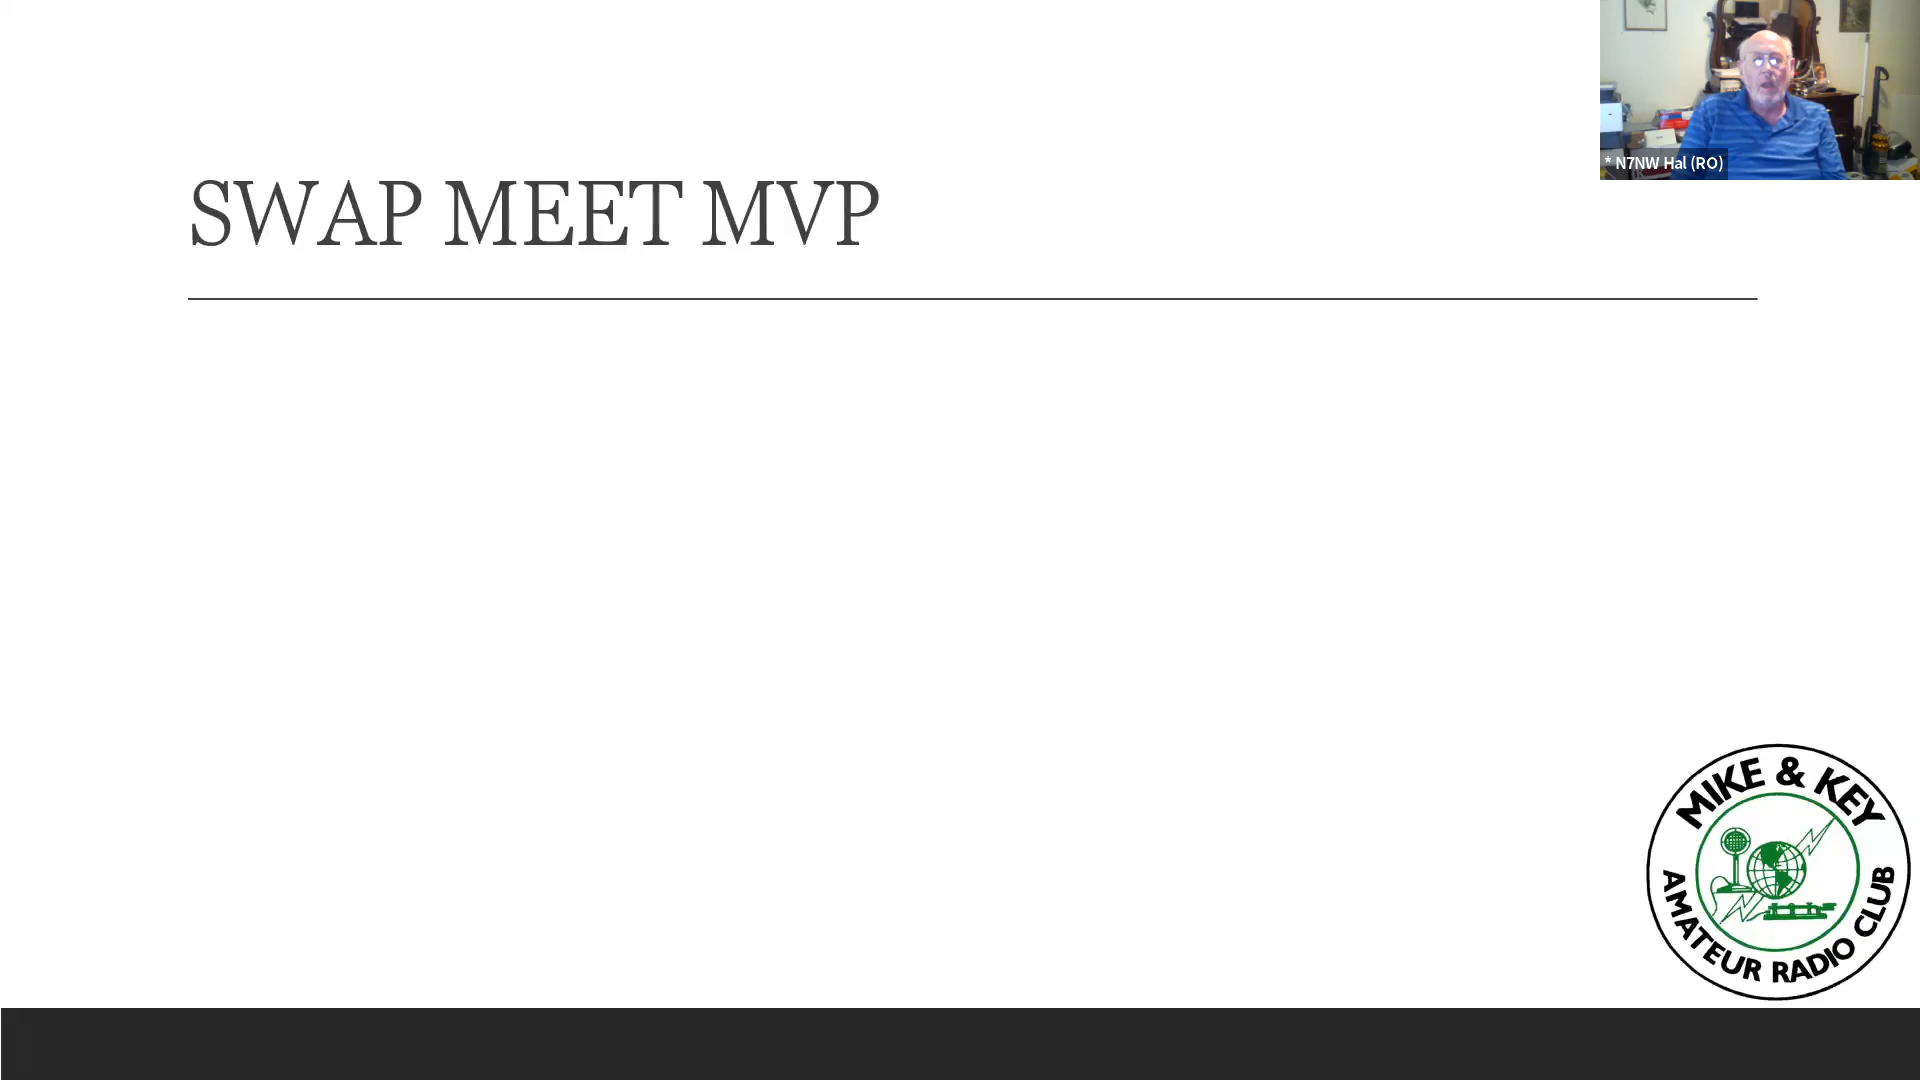 * N7NW Hal (RO)
SWAP MEET MVP
MIKE & KEY
AMATEUR RADIO CLUB